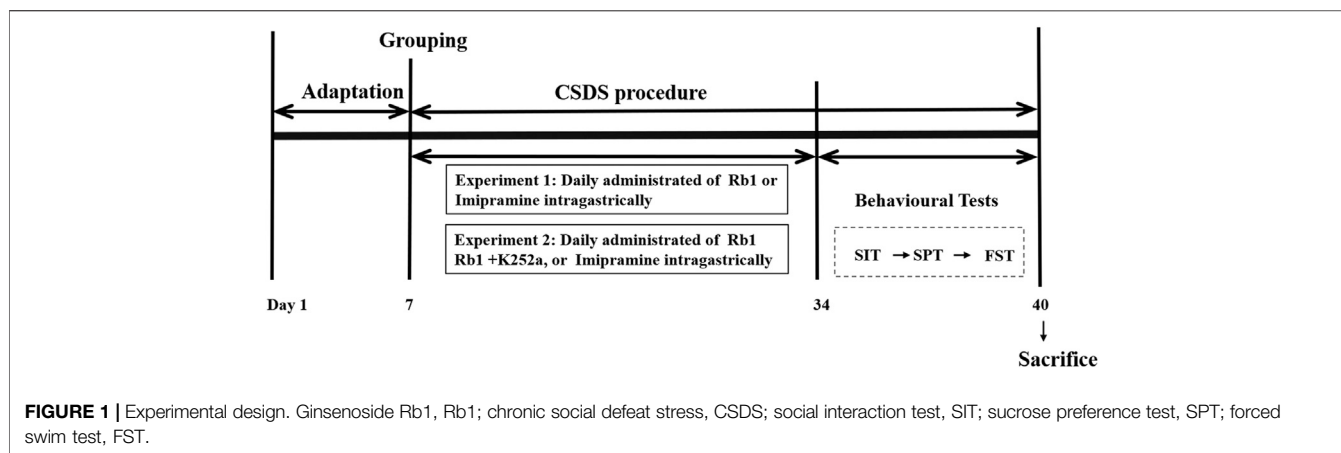 Grouping
Adaptation
CSDS procedure
Experiment 1: Daily administrated of Rb1 or
Imipramine intragastrically
Experiment 2: Daily administrated of Rb1
Rb1 +K252a, or Imipramine intragastrically
Behavioural Tests
SIT → SPT → FST
Day 1
7
34
40
Sacrifice
FIGURE 1 | Experimental design. Ginsenoside Rb1, Rb1; chronic social defeat stress, CSDS; social interaction test, SIT; sucrose preference test, SPT; forced
swim test, FST.